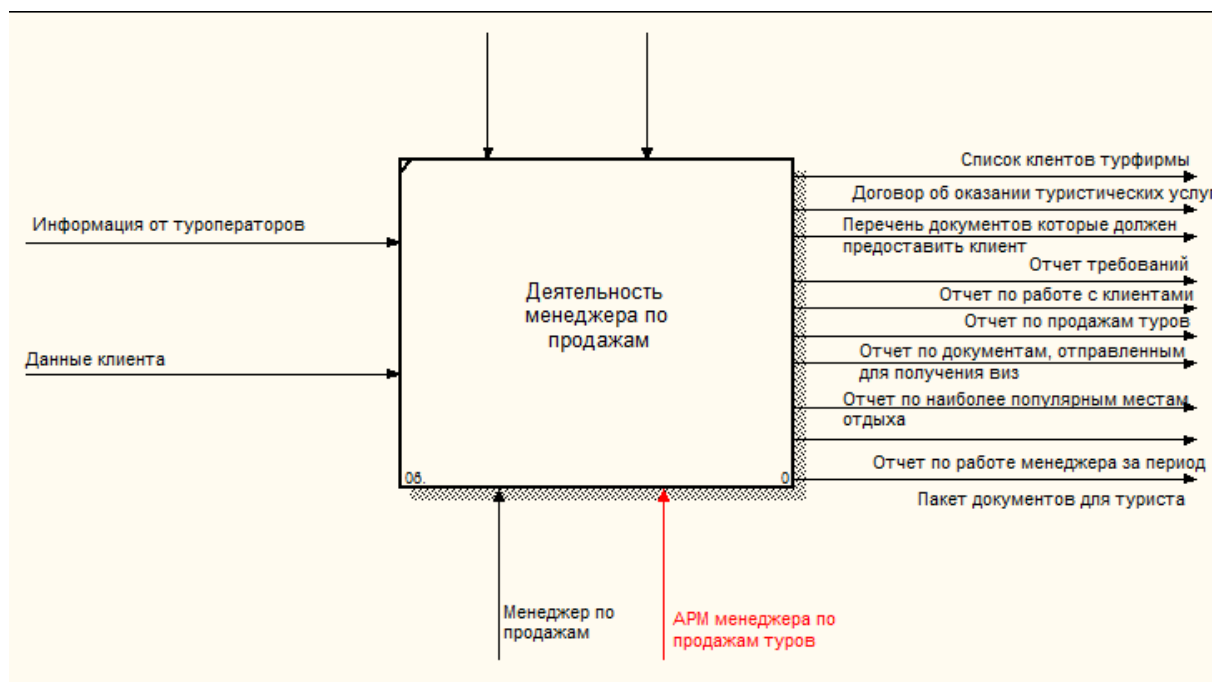 Список клентов турфирмы
Договор об оказании туристических услуг
Информация от туроператоров
Перечень документов которые должен
предоставить клиент
Отчет требований
Деятельность
менеджера по
продажам
Отчет по работе с клиентами
Отчет по продажам туров
Данные клиента
Отчет по документам, отправленным
для получения виз
Отчет по наиболее популярным местам
отдыха
Отчет по работе менеджера за период
0б.
0
Пакет документов для туриста
Менеджер по
продажам
АРМ менеджера по
продажам туров